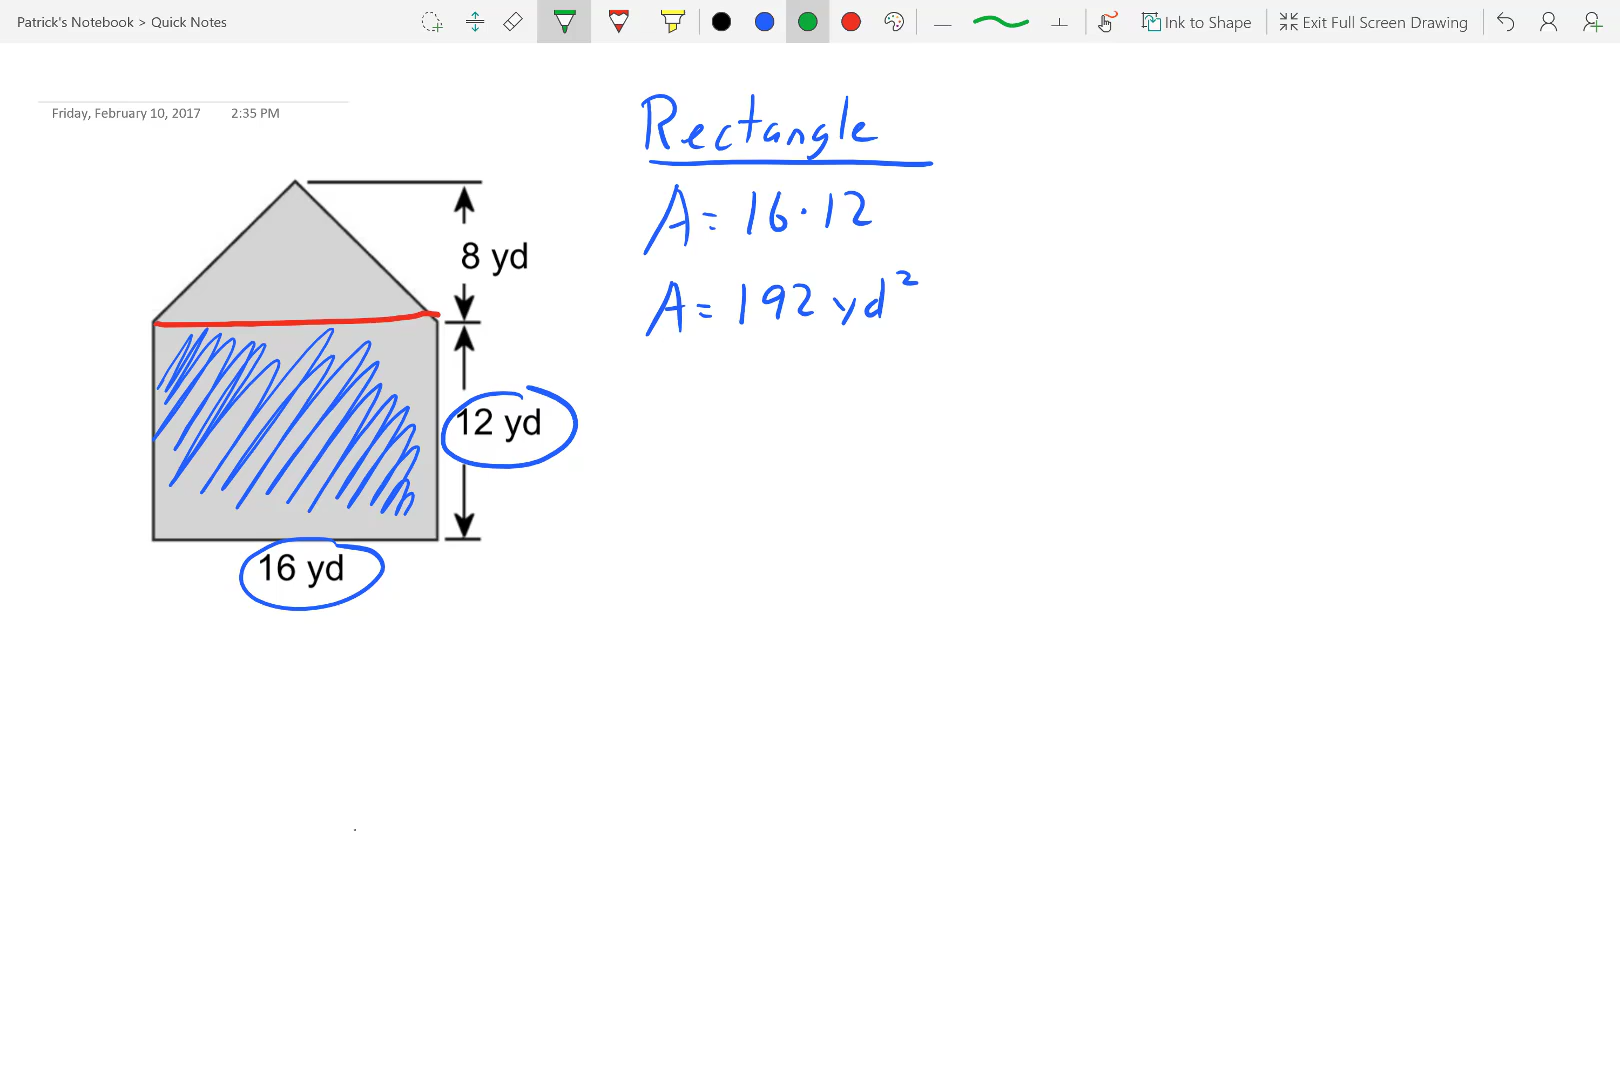 Patrick's Notebook > Quick Notes
Ink to Shape
Exit Full Screen Drawing
Friday, February 10, 2017 2:35 PM
Rectangle
A = 16 · 12
A = 192 yd²
8 yd
12 yd
16 yd